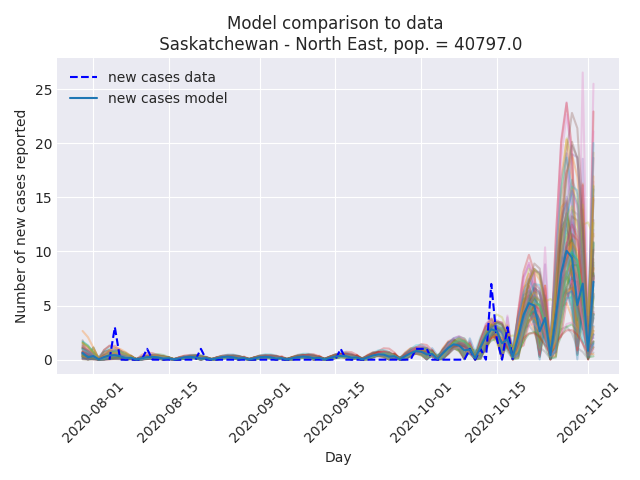 Model comparison to data
Saskatchewan - North East, pop. = 40797.0
new cases data
new cases model
Number of new cases reported
25
20
15
10
5
0
2020-08-01
2020-08-15
2020-09-01
2020-09-15
2020-10-01
2020-10-15
2020-11-01
Day